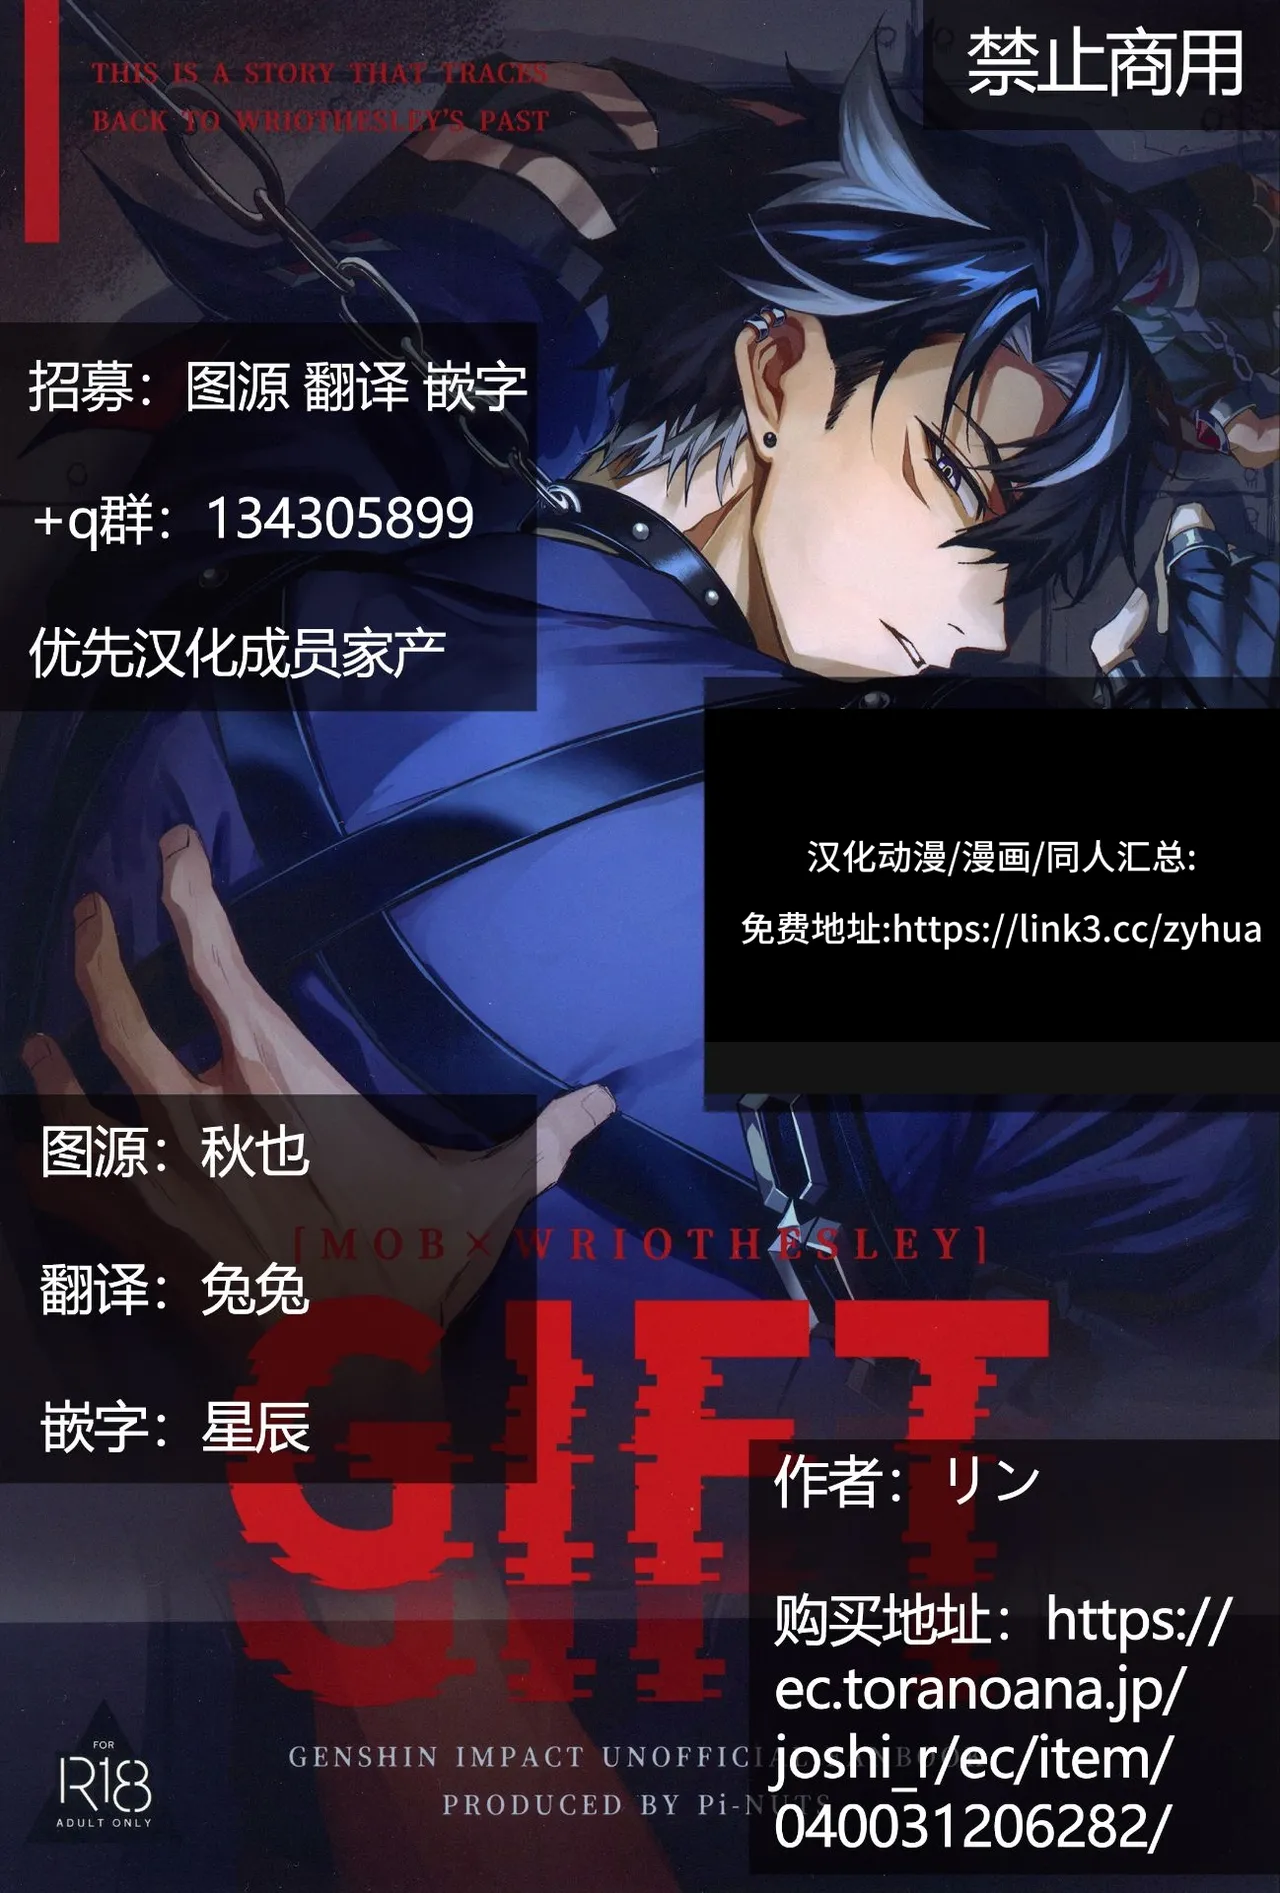 禁止商用
THIS IS A STORY THAT TRACES
BACK TO WRIOTHESLEY'S PAST
招募：图源 翻译 嵌字
+q群：134305899
优先汉化成员家产
汉化动漫/漫画/同人汇总:
免费地址:https://link3.cc/zyhua
图源：秋也
翻译：兔兔
嵌字：星辰
[MOB×WRIOTHESLEY]
GIFT
作者： リン
购买地址：https://
ec.toranoana.jp/
joshi_r/ec/item/
040031206282/
GENSHIN IMPACT UNOFFICIAL FANBOOK
PRODUCED BY Pi-NUTS
FOR
R18
ADULT ONLY